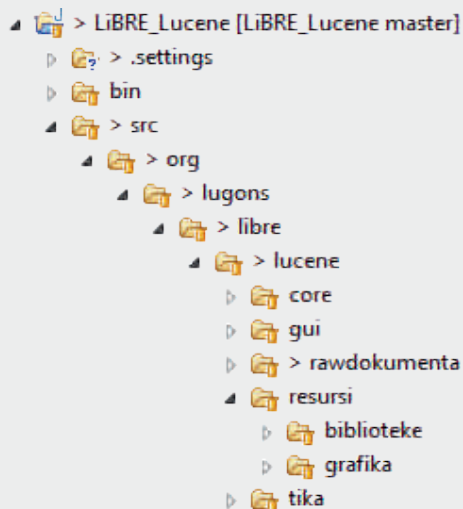 > LiBRE_Lucene [LiBRE_Lucene master]
> .settings
bin
> src
> org
> lugons
> libre
> lucene
core
gui
> rawdokumenta
resursi
biblioteke
grafika
tika